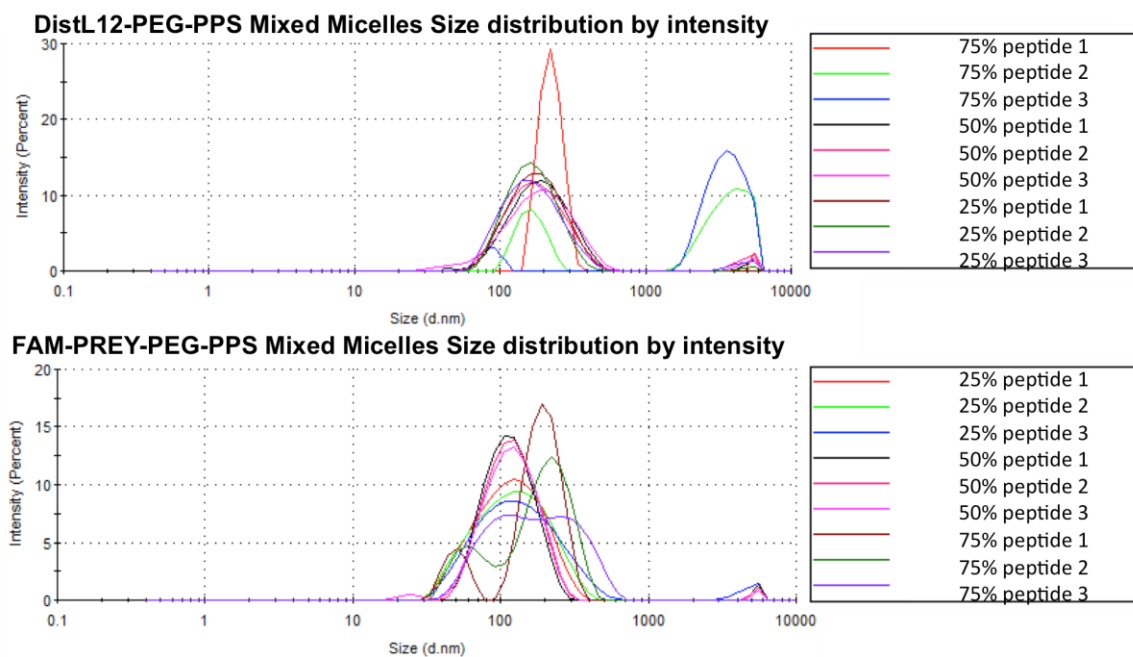 DistL12-PEG-PPS Mixed Micelles Size distribution by intensity
30
20
10
0
Intensity (Percent)
0.1 1 10 100 1000 10000
Size (d.nm)
75% peptide 1
75% peptide 2
75% peptide 3
50% peptide 1
50% peptide 2
50% peptide 3
25% peptide 1
25% peptide 2
25% peptide 3
FAM-PREY-PEG-PPS Mixed Micelles Size distribution by intensity
20
15
10
5
0
Intensity (Percent)
0.1 1 10 100 1000 10000
Size (d.nm)
25% peptide 1
25% peptide 2
25% peptide 3
50% peptide 1
50% peptide 2
50% peptide 3
75% peptide 1
75% peptide 2
75% peptide 3